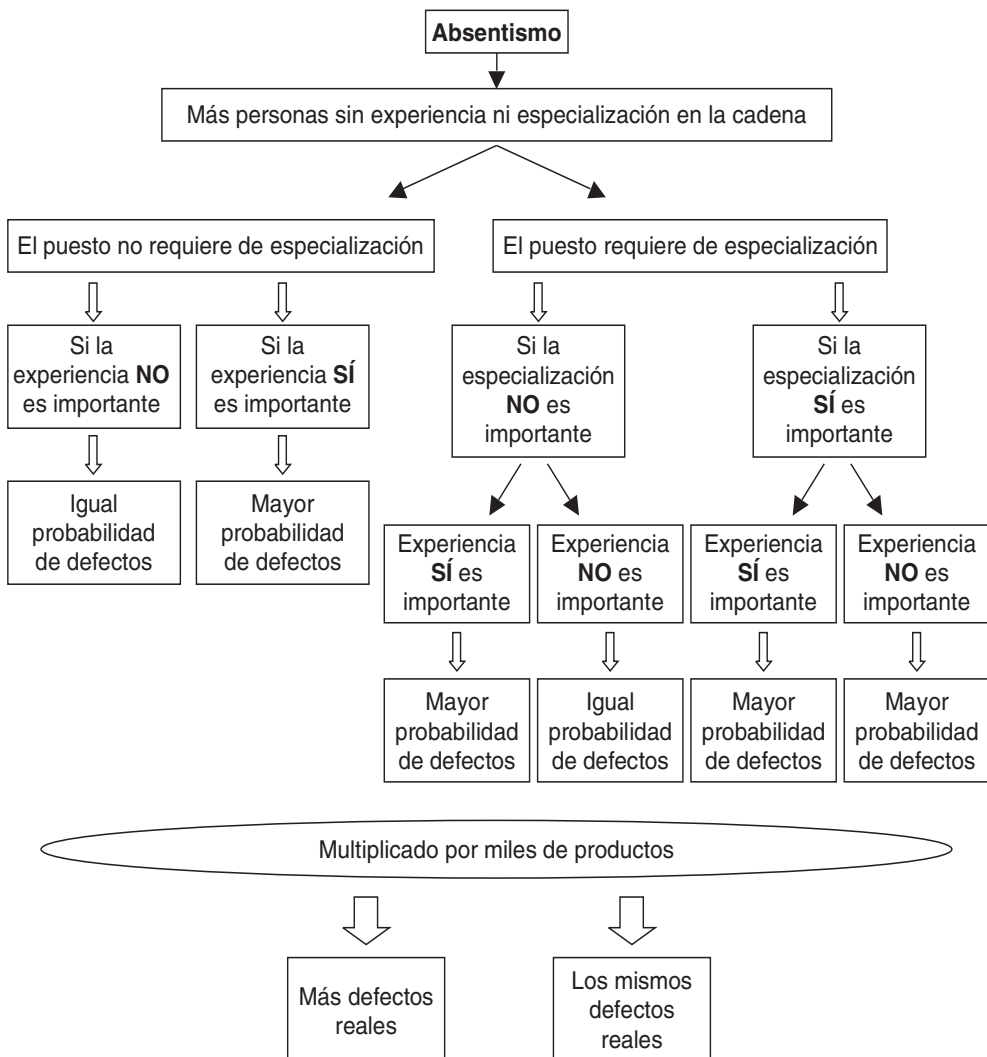 Absentismo
Más personas sin experiencia ni especialización en la cadena
El puesto no requiere de especialización
El puesto requiere de especialización
Si la
experiencia NO
es importante
Si la
experiencia SÍ
es importante
Si la
especialización
NO es
importante
Si la
especialización
SÍ es
importante
Igual
probabilidad
de defectos
Mayor
probabilidad
de defectos
Experiencia
SÍ es
importante
Experiencia
NO es
importante
Experiencia
SÍ es
importante
Experiencia
NO es
importante
Mayor
probabilidad
de defectos
Igual
probabilidad
de defectos
Mayor
probabilidad
de defectos
Mayor
probabilidad
de defectos
Multiplicado por miles de productos
Más defectos
reales
Los mismos
defectos
reales